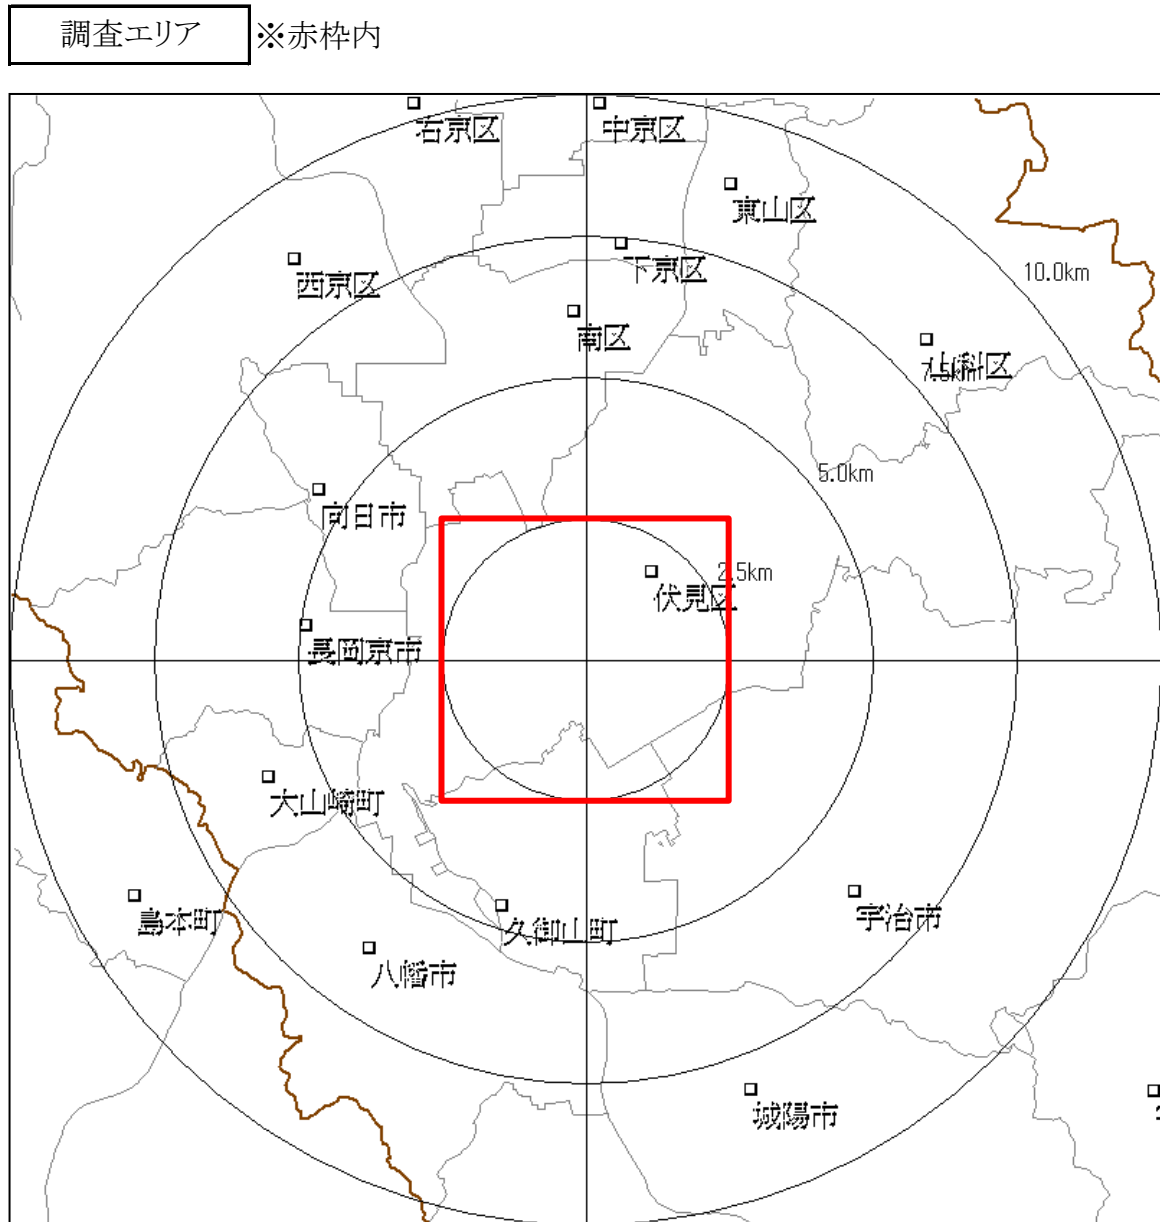 調査エリア ※赤枠内
右京区
中京区
東山区
下京区
西京区
10.0km
南区
山科区
7.5km
5.0km
向日市
2.5km
伏見区
長岡京市
大山崎町
島本町
久御山町
宇治市
八幡市
城陽市